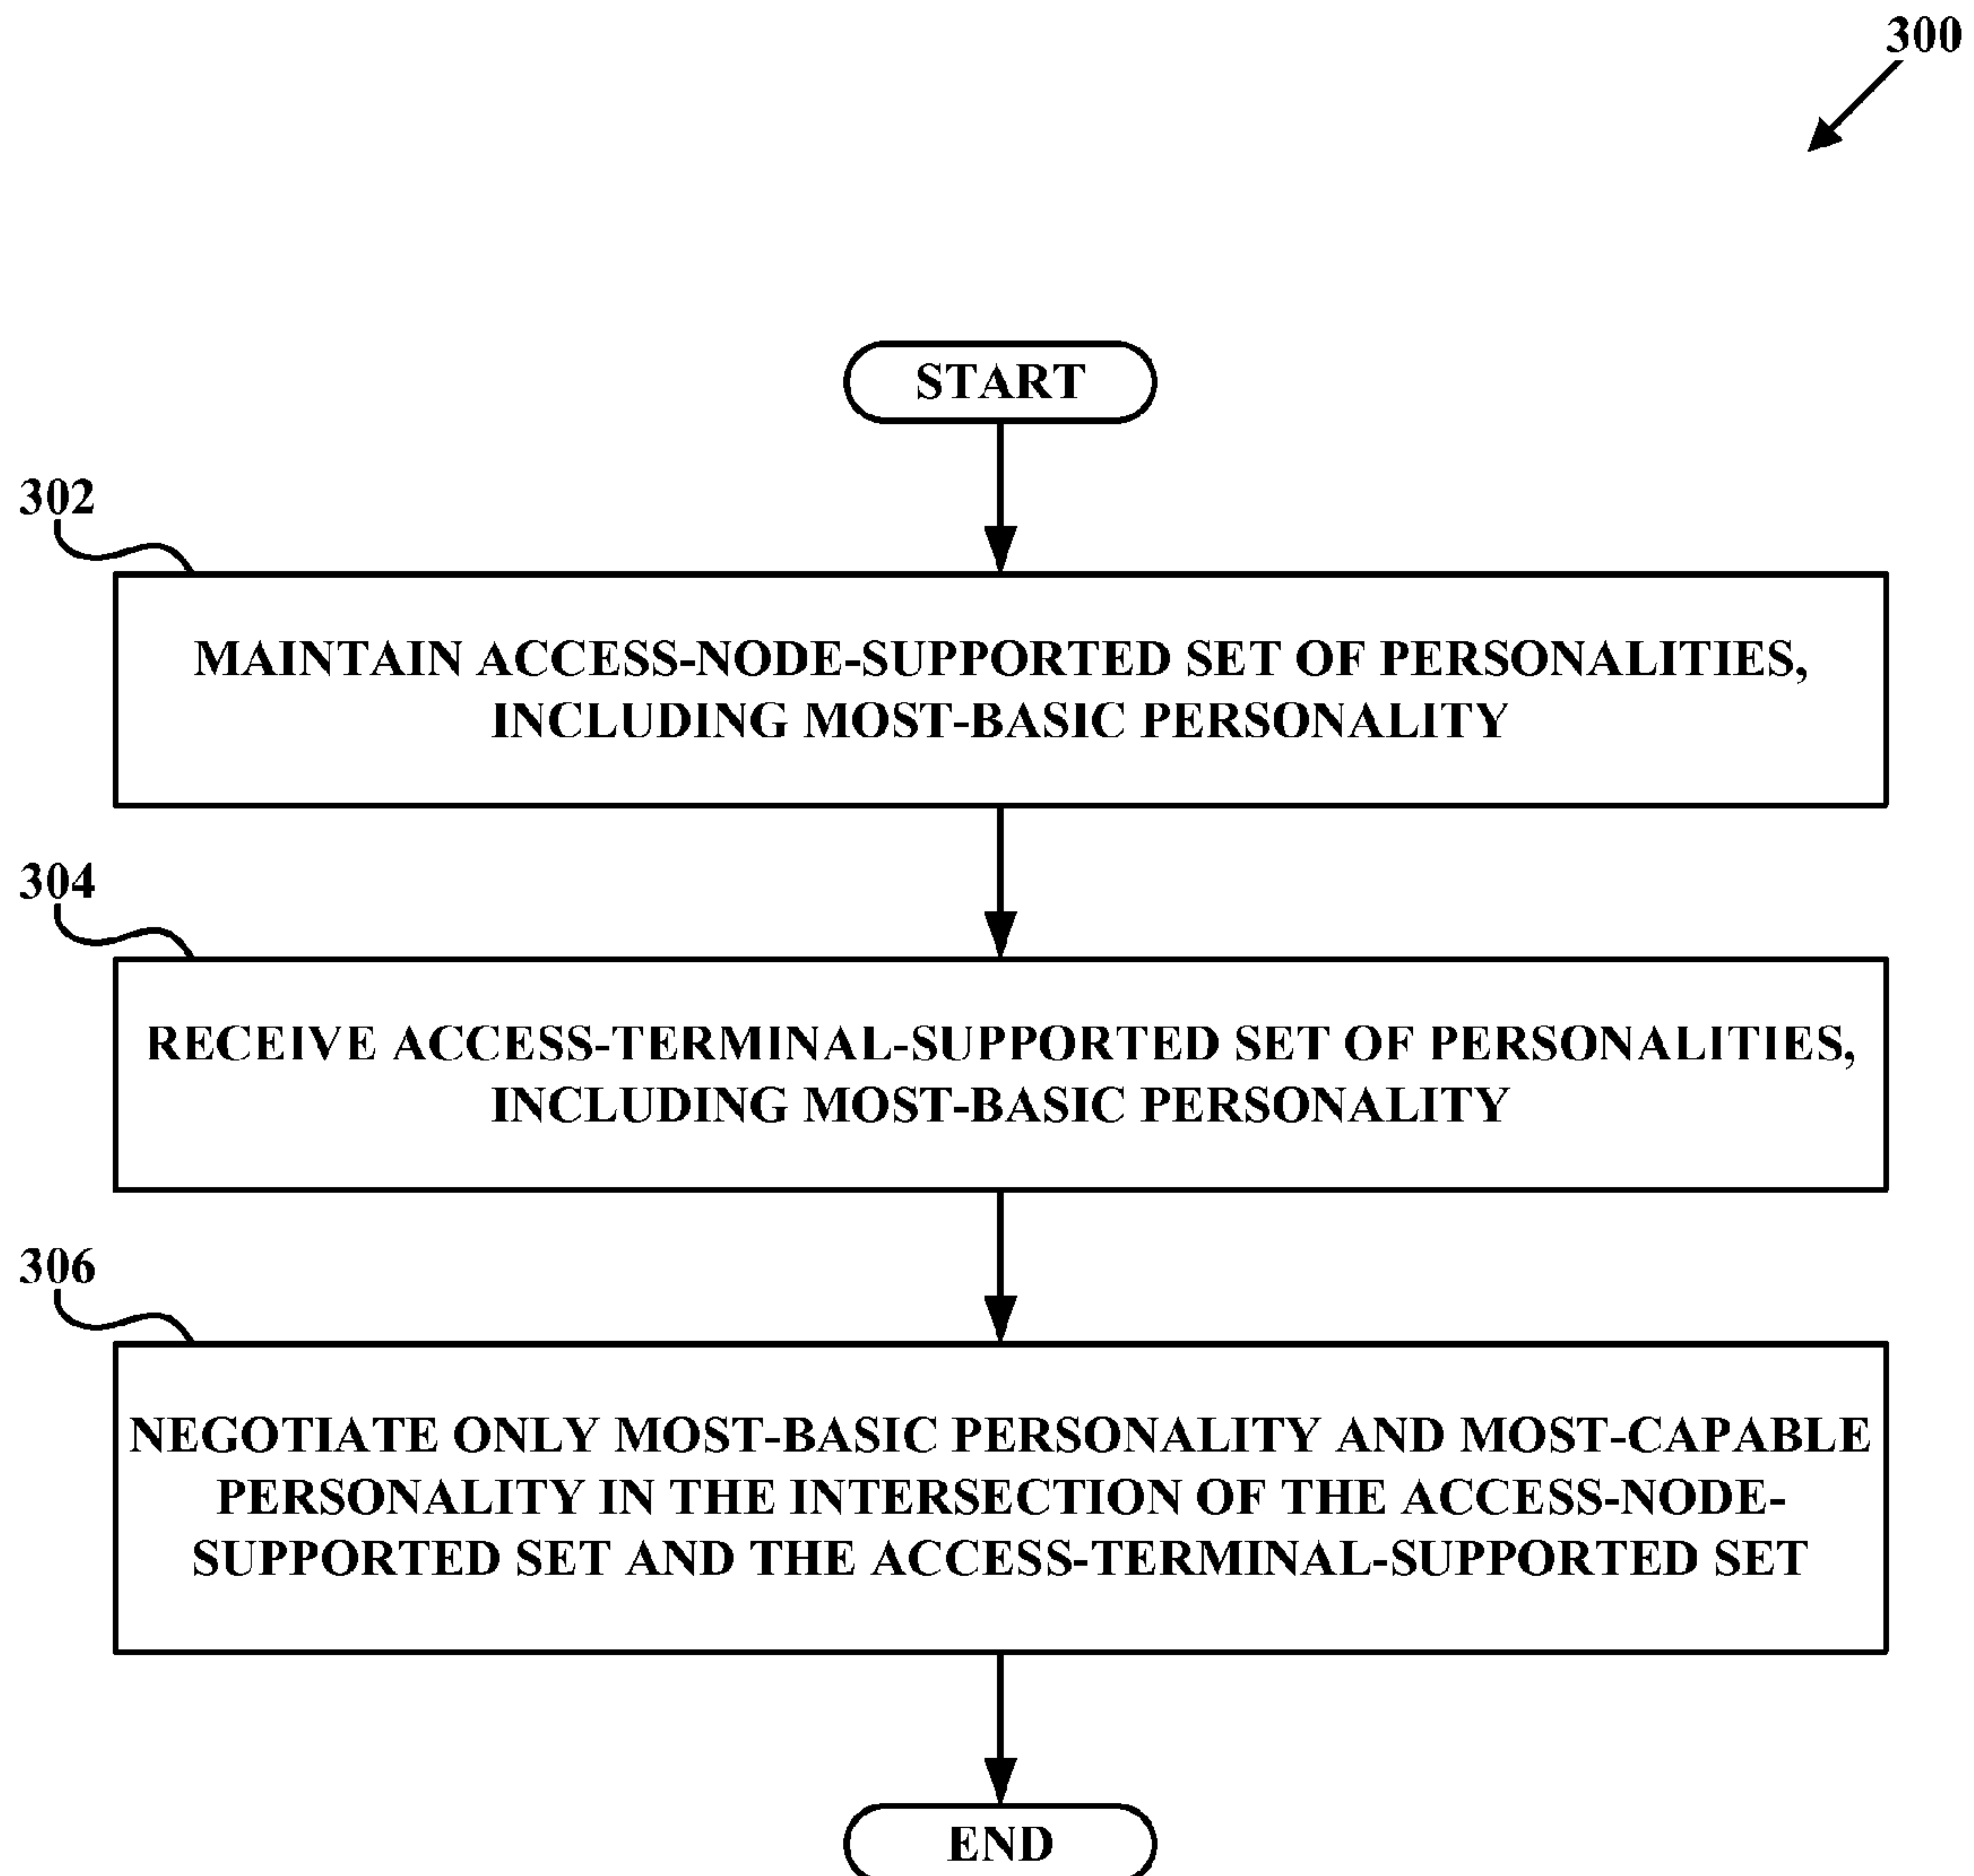 300
START
302
MAINTAIN ACCESS-NODE-SUPPORTED SET OF PERSONALITIES,
INCLUDING MOST-BASIC PERSONALITY
304
RECEIVE ACCESS-TERMINAL-SUPPORTED SET OF PERSONALITIES,
INCLUDING MOST-BASIC PERSONALITY
306
NEGOTIATE ONLY MOST-BASIC PERSONALITY AND MOST-CAPABLE
PERSONALITY IN THE INTERSECTION OF THE ACCESS-NODE-
SUPPORTED SET AND THE ACCESS-TERMINAL-SUPPORTED SET
END